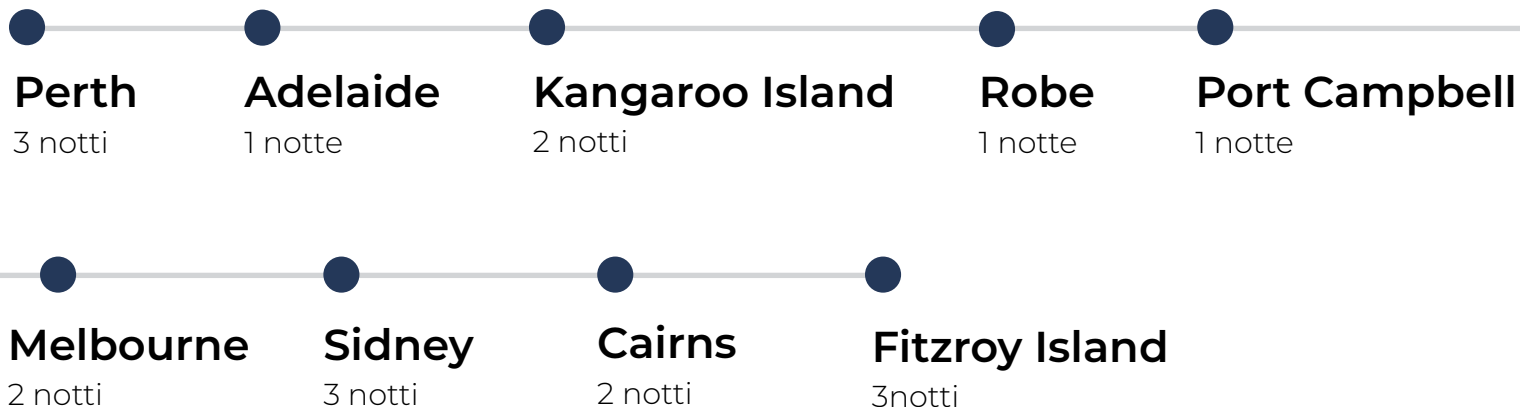 Perth
3 notti
Adelaide
1 notte
Kangaroo Island
2 notti
Robe
1 notte
Port Campbell
1 notte
Melbourne
2 notti
Sidney
3 notti
Cairns
2 notti
Fitzroy Island
3notti